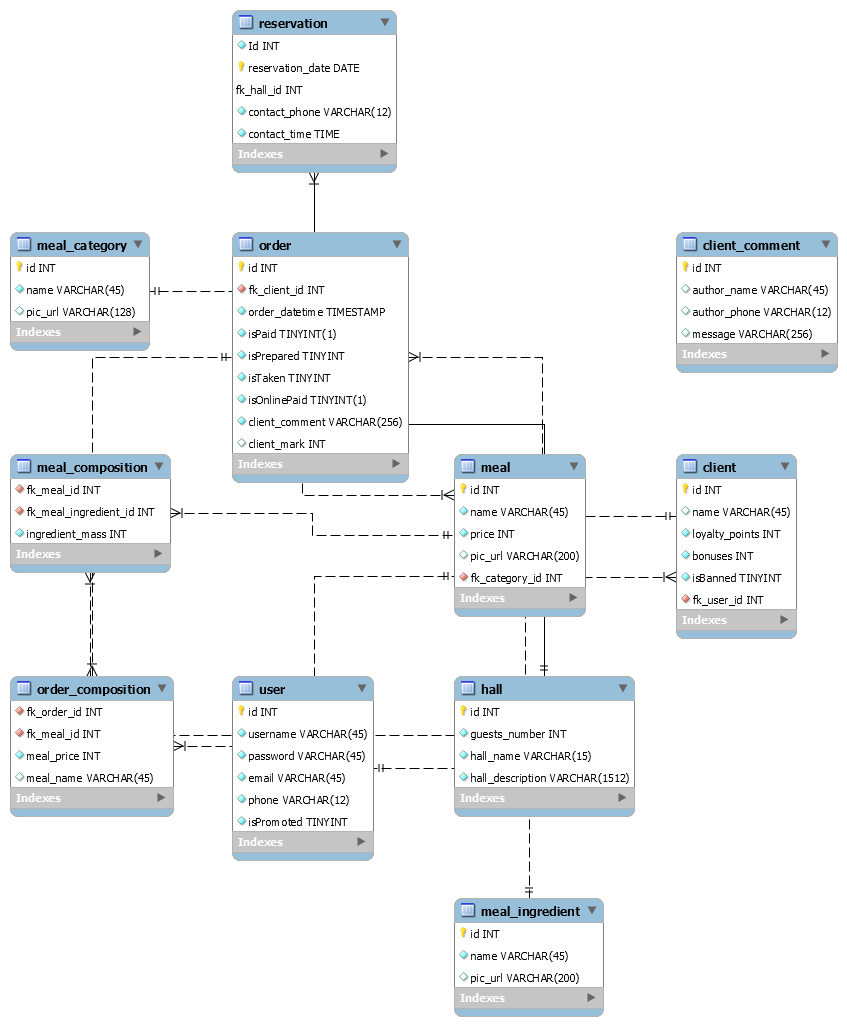 reservation
Id INT
reservation_date DATE
fk_hall_id INT
contact_phone VARCHAR(12)
contact_time TIME
Indexes
meal_category
id INT
name VARCHAR(45)
pic_url VARCHAR(128)
Indexes
order
id INT
fk_client_id INT
order_datetime TIMESTAMP
isPaid TINYINT(1)
isPrepared TINYINT
isTaken TINYINT
isOnlinePaid TINYINT(1)
client_comment VARCHAR(256)
client_mark INT
Indexes
client_comment
id INT
author_name VARCHAR(45)
author_phone VARCHAR(12)
message VARCHAR(256)
Indexes
meal_composition
fk_meal_id INT
fk_meal_ingredient_id INT
ingredient_mass INT
Indexes
meal
id INT
name VARCHAR(45)
price INT
pic_url VARCHAR(200)
fk_category_id INT
Indexes
client
id INT
name VARCHAR(45)
loyalty_points INT
bonuses INT
isBanned TINYINT
fk_user_id INT
Indexes
order_composition
fk_order_id INT
fk_meal_id INT
meal_price INT
meal_name VARCHAR(45)
Indexes
user
id INT
username VARCHAR(45)
password VARCHAR(45)
email VARCHAR(45)
phone VARCHAR(12)
isPromoted TINYINT
Indexes
hall
id INT
guests_number INT
hall_name VARCHAR(15)
hall_description VARCHAR(1512)
Indexes
meal_ingredient
id INT
name VARCHAR(45)
pic_url VARCHAR(200)
Indexes